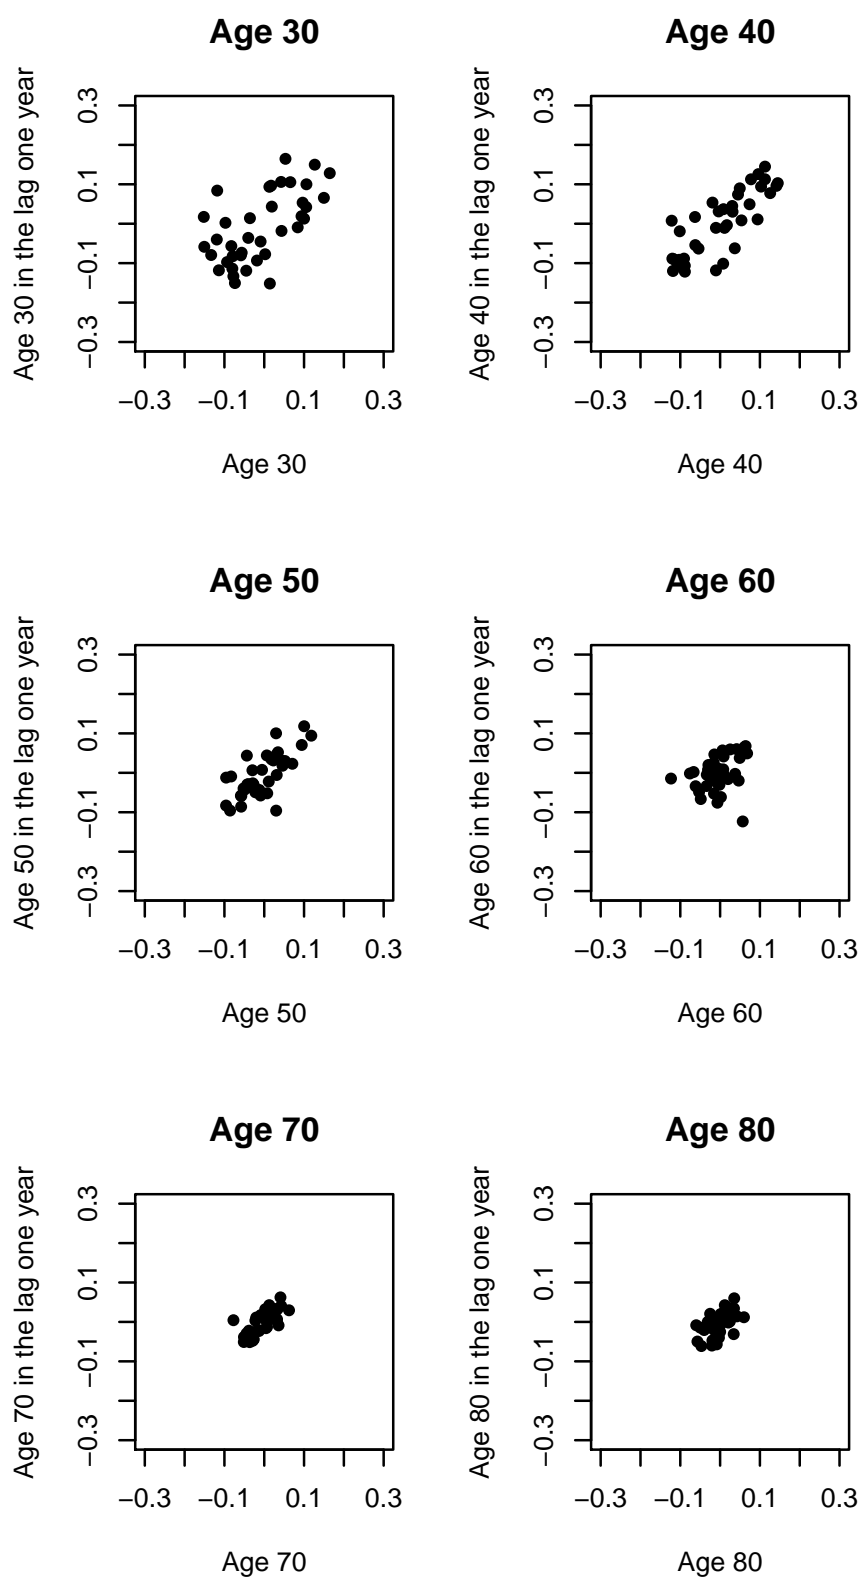 Age 30
Age 30 in the lag one year
0.3
0.1
−0.1
−0.3
−0.3 −0.1 0.1 0.3
Age 30
Age 40
Age 40 in the lag one year
0.3
0.1
−0.1
−0.3
−0.3 −0.1 0.1 0.3
Age 40
Age 50
Age 50 in the lag one year
0.3
0.1
−0.1
−0.3
−0.3 −0.1 0.1 0.3
Age 50
Age 60
Age 60 in the lag one year
0.3
0.1
−0.1
−0.3
−0.3 −0.1 0.1 0.3
Age 60
Age 70
Age 70 in the lag one year
0.3
0.1
−0.1
−0.3
−0.3 −0.1 0.1 0.3
Age 70
Age 80
Age 80 in the lag one year
0.3
0.1
−0.1
−0.3
−0.3 −0.1 0.1 0.3
Age 80